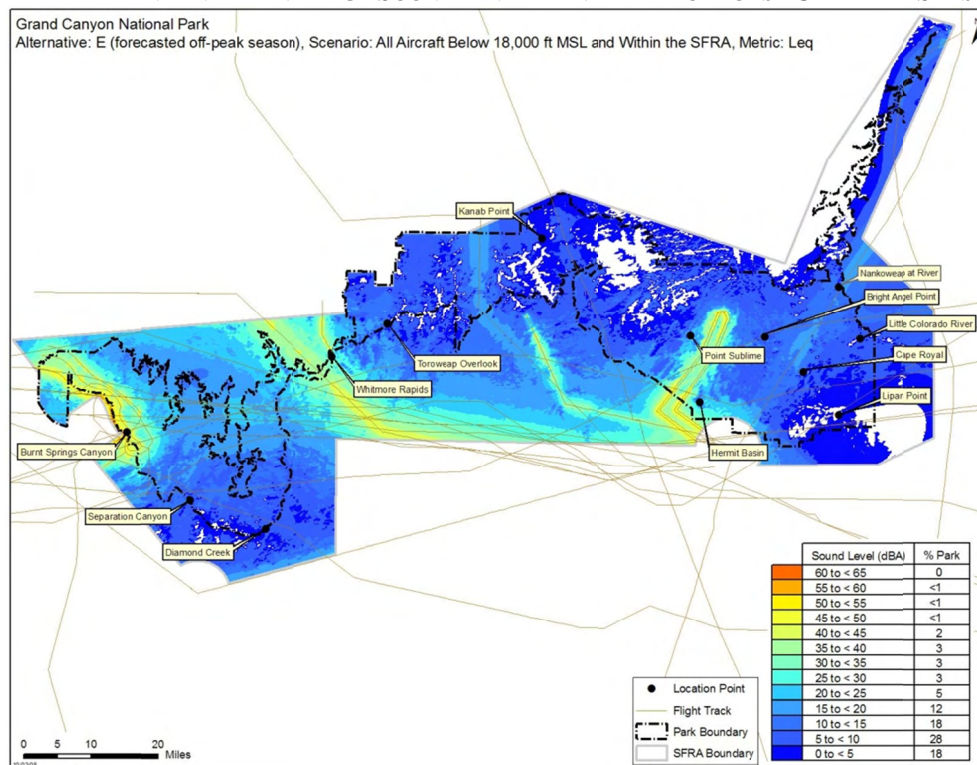 Grand Canyon National Park
Alternative: E (forecasted off-peak season), Scenario: All Aircraft Below 18,000 ft MSL and Within the SFRA, Metric: Leq
Kanab Point
Nankoweap at River
Bright Angel Point
Little Colorado River
Point Sublime
Cape Royal
Toroweap Overlook
Whitmore Rapids
Lipan Point
Burnt Springs Canyon
Hermit Basin
Separation Canyon
Diamond Creek
Sound Level (dBA) % Park
60 to < 65 0
55 to < 60 <1
50 to < 55 <1
45 to < 50 <1
40 to < 45 2
35 to < 40 3
30 to < 35 3
25 to < 30 3
20 to < 25 5
15 to < 20 12
10 to < 15 18
5 to < 10 28
0 to < 5 18
Location Point
Flight Track
Park Boundary
SFRA Boundary
0 5 10 20
Miles